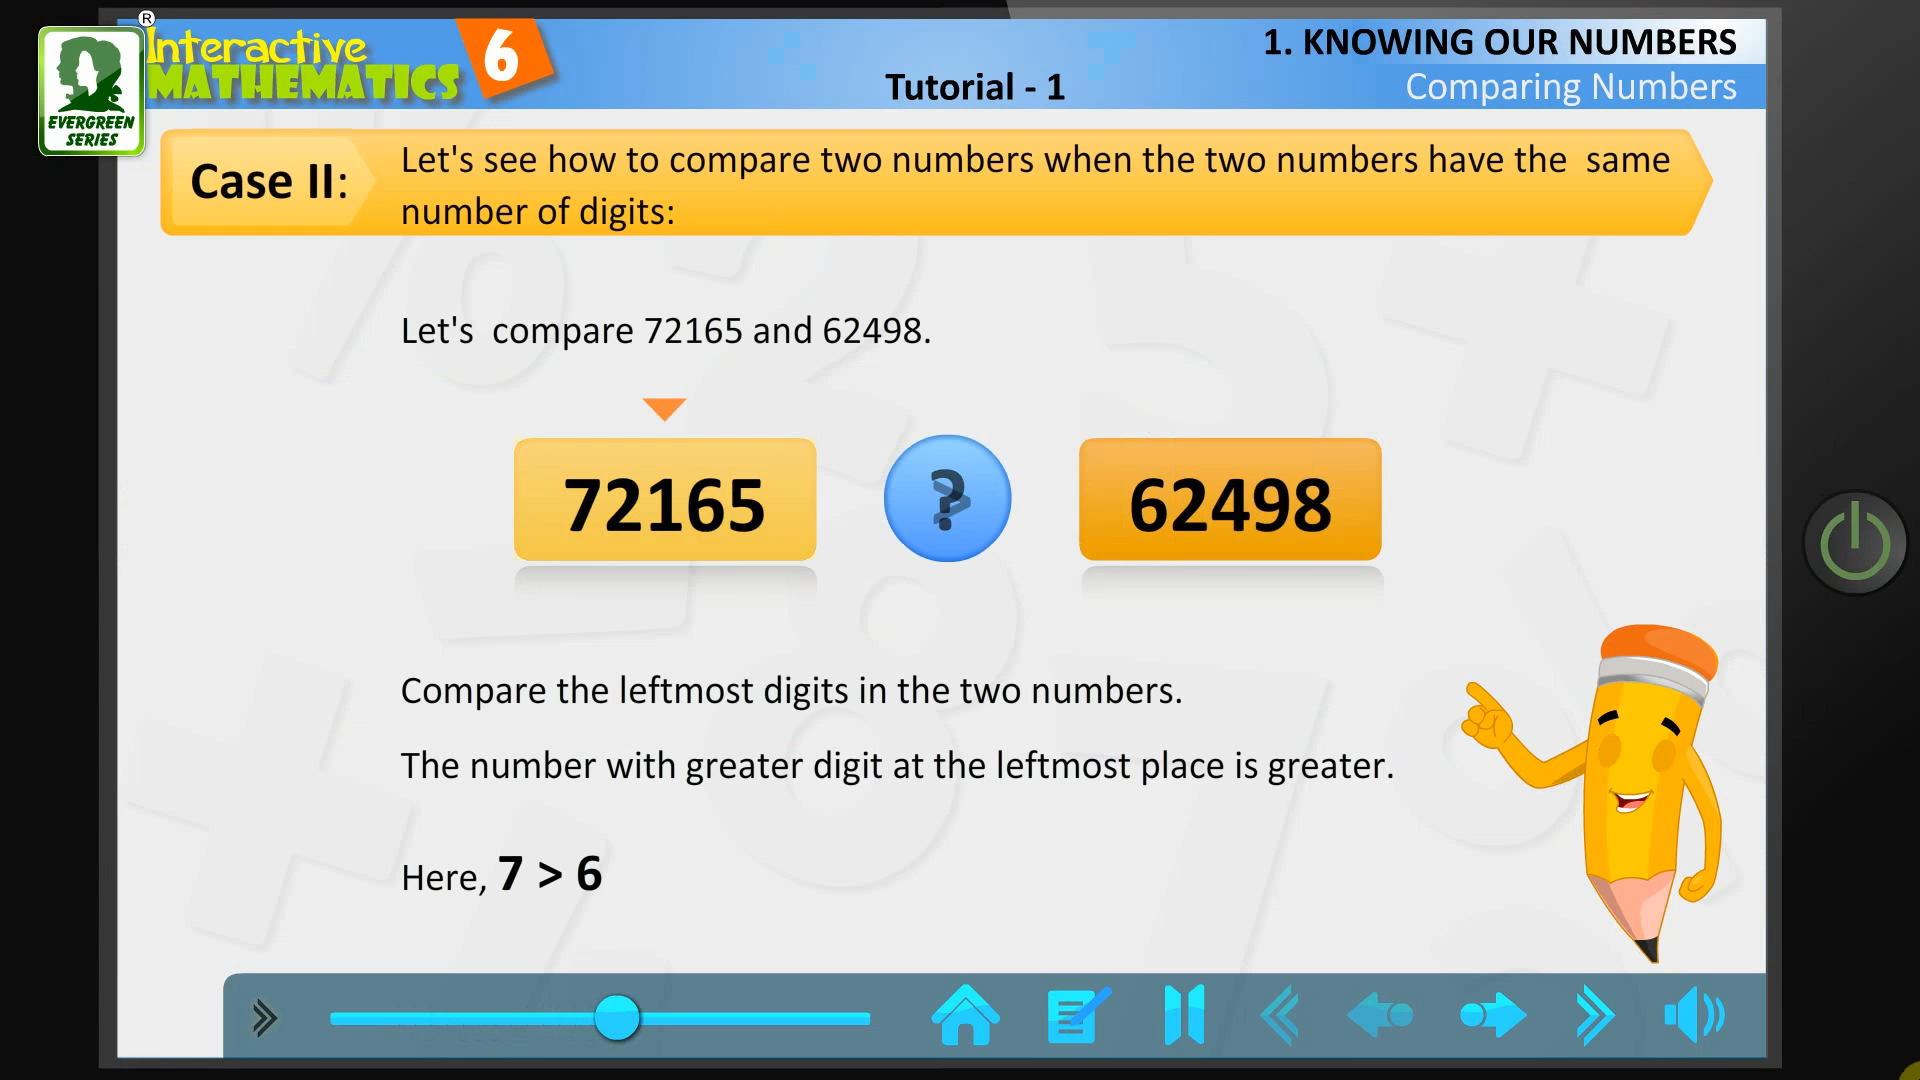 ®
Interactive
MATHEMATICS 6
EVERGREEN
SERIES
Tutorial - 1
1. KNOWING OUR NUMBERS
Comparing Numbers
Case II:
Let's see how to compare two numbers when the two numbers have the same
number of digits:
Let's compare 72165 and 62498.
72165 ? 62498
Compare the leftmost digits in the two numbers.
The number with greater digit at the leftmost place is greater.
Here, 7 > 6